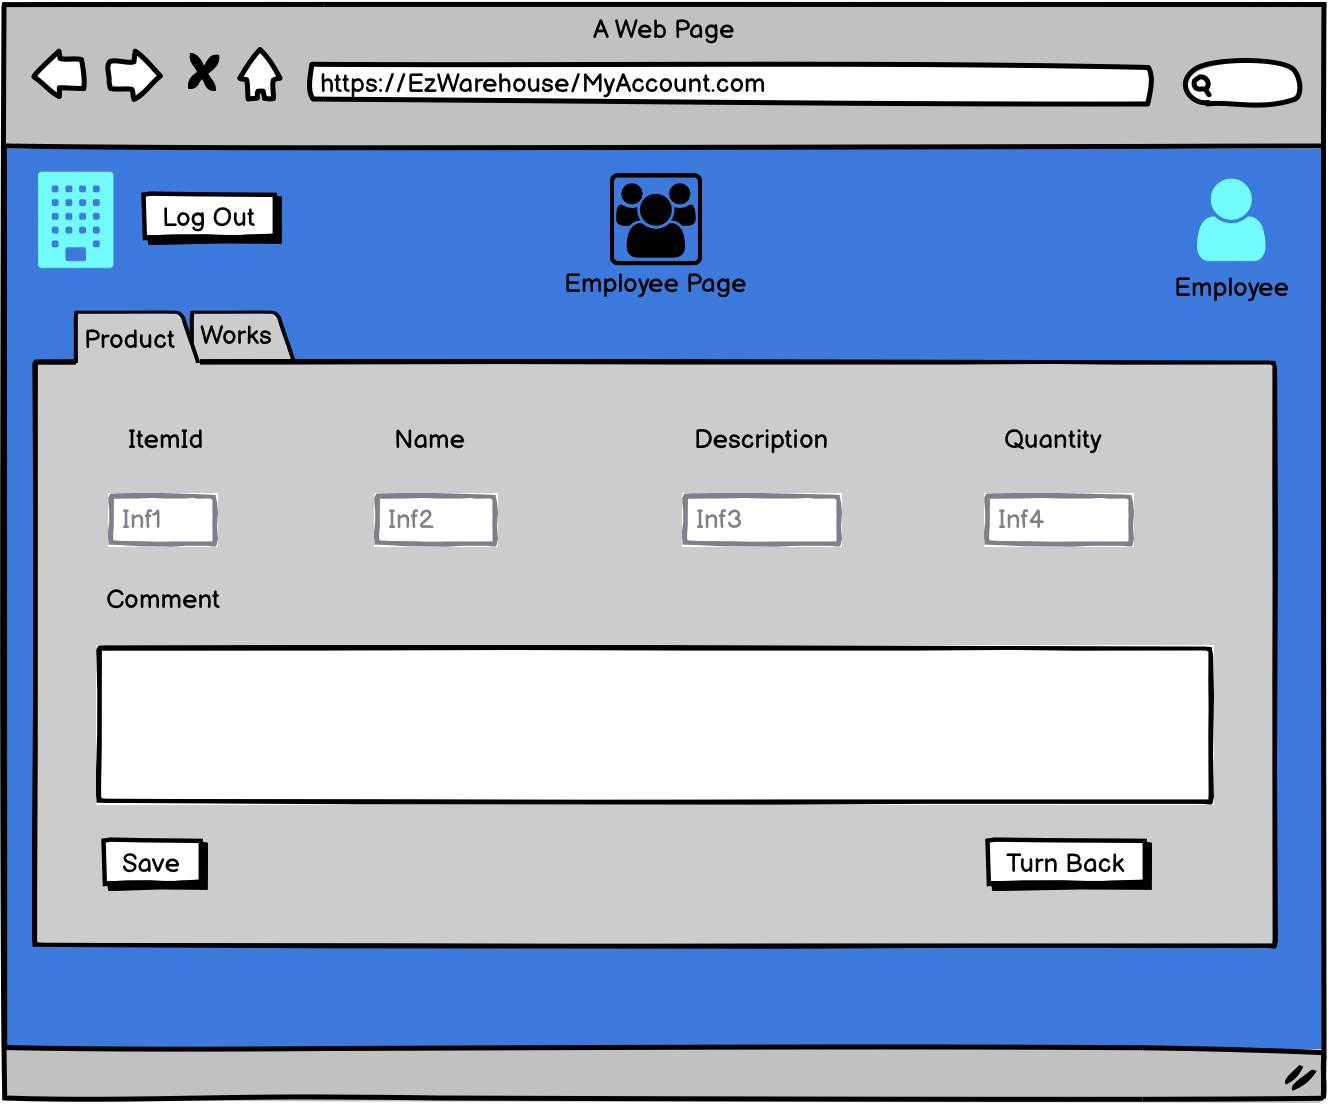 A Web Page
https://EzWarehouse/MyAccount.com
Log Out
Employee Page
Employee
Product
Works
ItemId
Name
Description
Quantity
Inf1
Inf2
Inf3
Inf4
Comment
Save
Turn Back